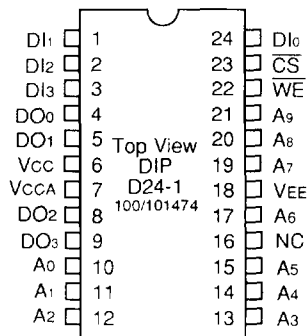 DI1 1 24 DI0
DI2 2 23 CS
DI3 3 22 WE
DO0 4 21 A9
DO1 5 20 A8
VCC 6 19 A7
VCCA 7 18 VEE
DO2 8 17 A6
DO3 9 16 NC
A0 10 15 A5
A1 11 14 A4
A2 12 13 A3
Top View
DIP
D24-1
100/101474